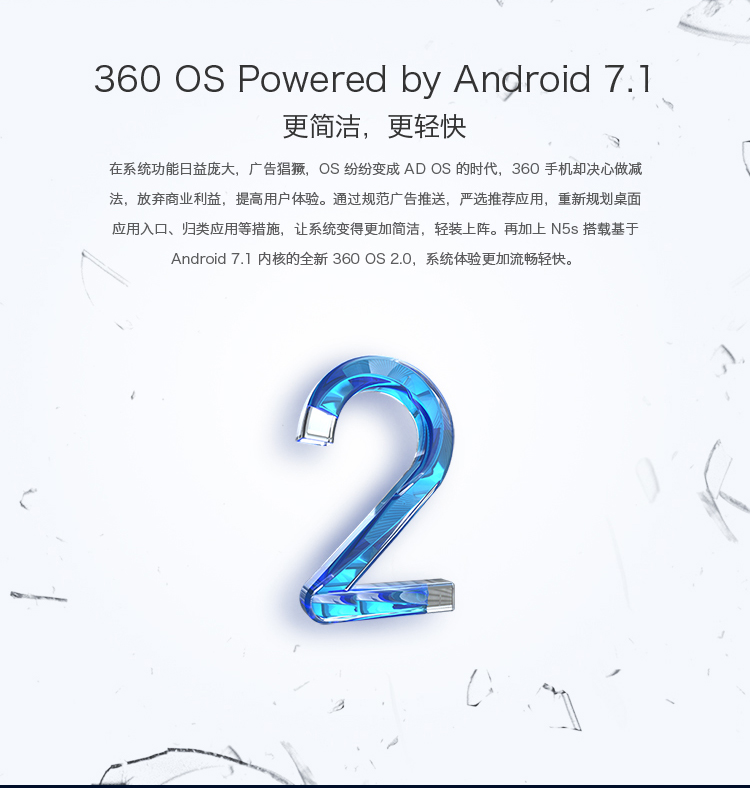 360 OS Powered by Android 7.1
更简洁，更轻快
在系统功能日益庞大，广告猖獗，OS 纷纷变成 AD OS 的时代，360 手机却决心做减
法，放弃商业利益，提高用户体验。通过规范广告推送，严选推荐应用，重新规划桌面
应用入口、归类应用等措施，让系统变得更加简洁，轻装上阵。再加上 N5s 搭载基于
Android 7.1 内核的全新 360 OS 2.0，系统体验更加流畅轻快。
2